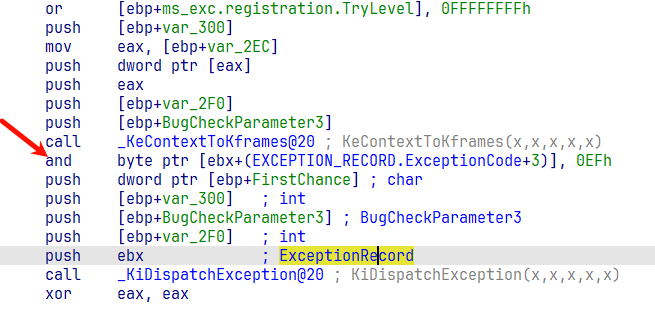 or [ebp+ms_exc.registration.TryLevel], 0FFFFFFFFh
push [ebp+var_300]
mov eax, [ebp+var_2EC]
push dword ptr [eax]
push eax
push [ebp+var_2F0]
push [ebp+BugCheckParameter3]
call _KeContextToKframes@20 ; KeContextToKframes(x,x,x,x,x)
and byte ptr [ebx+(EXCEPTION_RECORD.ExceptionCode+3)], 0EFh
push dword ptr [ebp+FirstChance] ; char
push [ebp+var_300] ; int
push [ebp+BugCheckParameter3] ; BugCheckParameter3
push [ebp+var_2F0] ; int
push ebx ; ExceptionRecord
call _KiDispatchException@20 ; KiDispatchException(x,x,x,x,x)
xor eax, eax